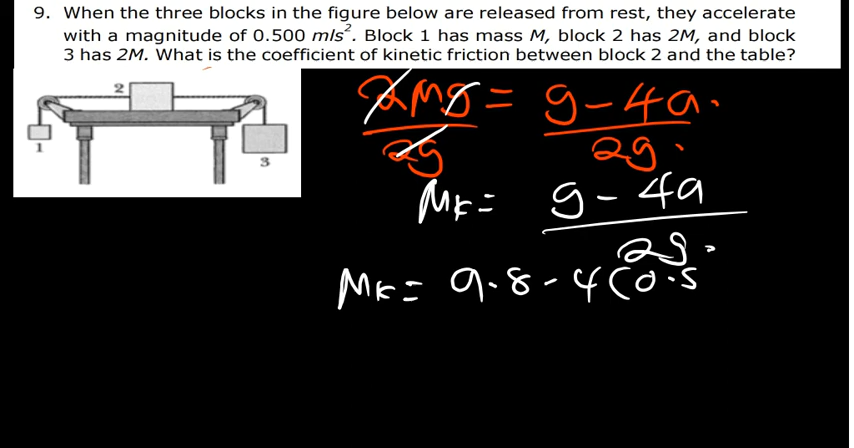 9. When the three blocks in the figure below are released from rest, they accelerate
with a magnitude of 0.500 m/s². Block 1 has mass M, block 2 has 2M, and block
3 has 2M. What is the coefficient of kinetic friction between block 2 and the table?
2
1
3
2μg = g - 4a.
2g 2g.
μk = g - 4a
2g.
μk = 9.8 - 4(0.5